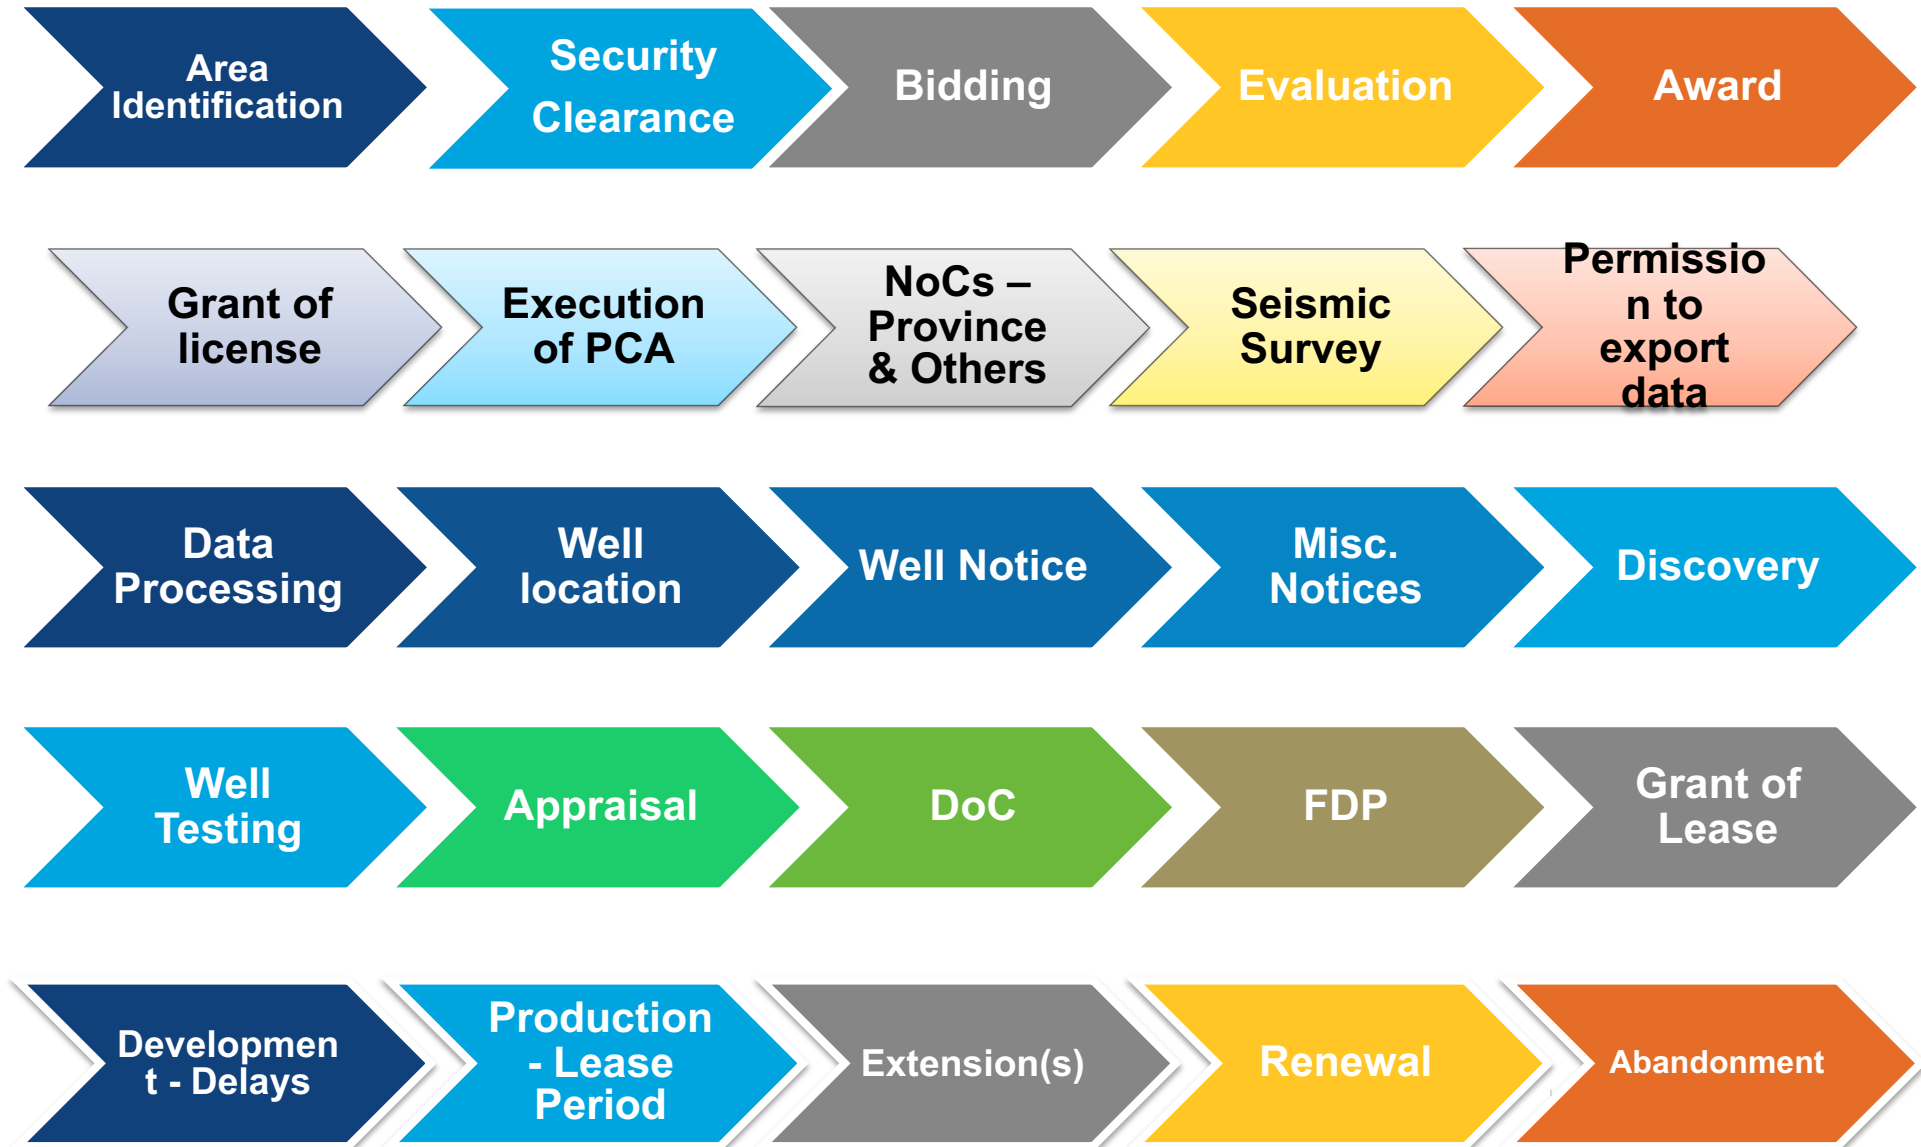 Area
Identification
Security
Clearance
Bidding
Evaluation
Award
Grant of
license
Execution
of PCA
NoCs –
Province
& Others
Seismic
Survey
Permissio
n to
export
data
Data
Processing
Well
location
Well Notice
Misc.
Notices
Discovery
Well
Testing
Appraisal
DoC
FDP
Grant of
Lease
Developmen
t - Delays
Production
- Lease
Period
Extension(s)
Renewal
Abandonment